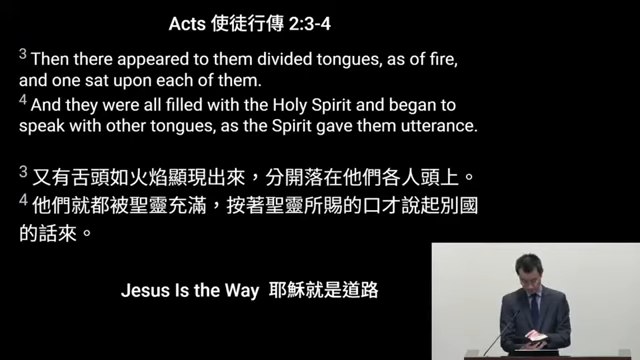 Acts 使徒行傳 2:3-4
3 Then there appeared to them divided tongues, as of fire,
and one sat upon each of them.
4 And they were all filled with the Holy Spirit and began to
speak with other tongues, as the Spirit gave them utterance.
3 又有舌頭如火焰顯現出來，分開落在他們各人頭上。
4 他們就都被聖靈充滿，按著聖靈所賜的口才說起別國
的話來。
Jesus Is the Way 耶穌就是道路